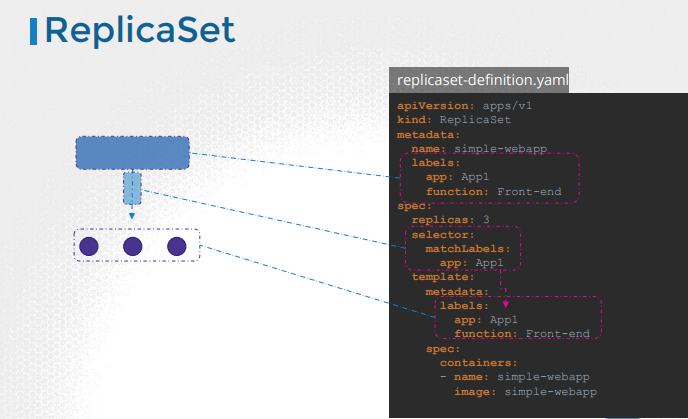 ReplicaSet
replicaset-definition.yaml
apiVersion: apps/v1
kind: ReplicaSet
metadata:
  name: simple-webapp
  labels:
    app: App1
    function: Front-end
spec:
  replicas: 3
  selector:
    matchLabels:
      app: App1
  template:
    metadata:
      labels:
        app: App1
        function: Front-end
    spec:
      containers:
      - name: simple-webapp
        image: simple-webapp